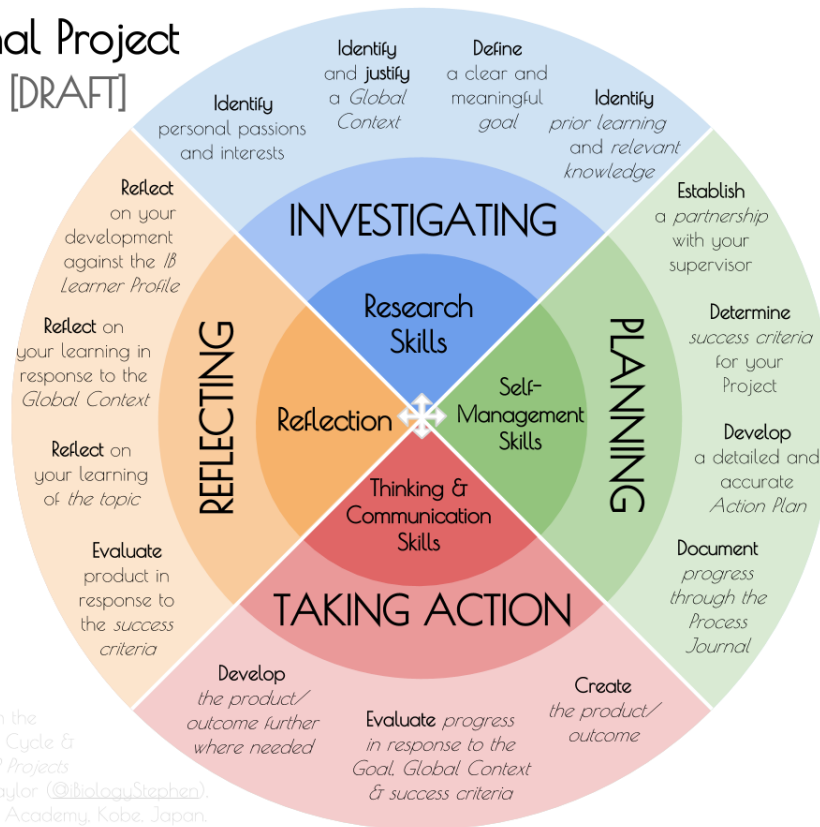 nal Project
[DRAFT]
Identify
personal passions
and interests
Identify
and justify
a Global
Context
Define
a clear and
meaningful
goal
Identify
prior learning
and relevant
knowledge
INVESTIGATING
Research
Skills
Establish
a partnership
with your
supervisor
Determine
success criteria
for your
Project
Develop
a detailed and
accurate
Action Plan
Document
progress
through the
Process
Journal
PLANNING
Self-
Management
Skills
Create
the product/
outcome
Evaluate progress
in response to the
Goal, Global Context
& success criteria
Develop
the product/
outcome further
where needed
TAKING ACTION
Thinking &
Communication
Skills
Evaluate
product in
response to
the success
criteria
Reflect on
your learning
of the topic
Reflect on
your learning in
response to the
Global Context
Reflect
on your
development
against the IB
Learner Profile
REFLECTING
Reflection
n the
Cycle &
P Projects
aylor (@iBiologyStephen),
Academy, Kobe, Japan.